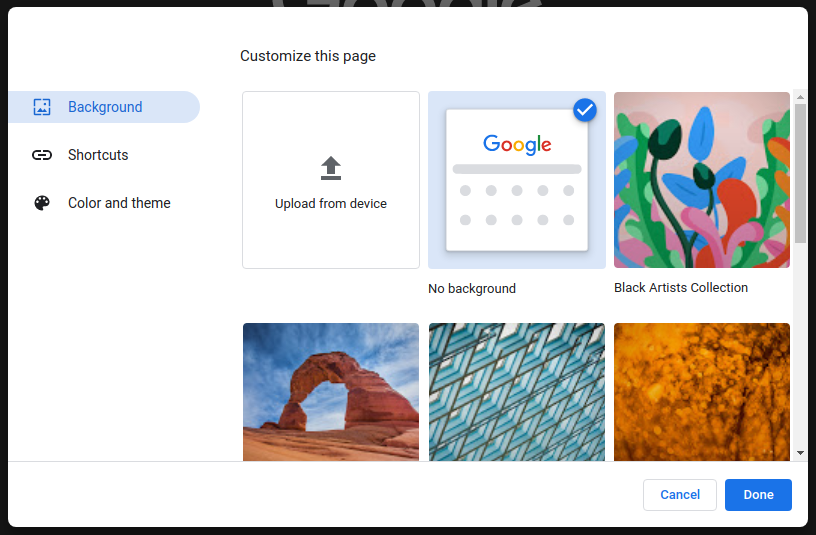 Google
Customize this page
Background
Shortcuts
Color and theme
Upload from device
Google
No background
Black Artists Collection
Cancel
Done